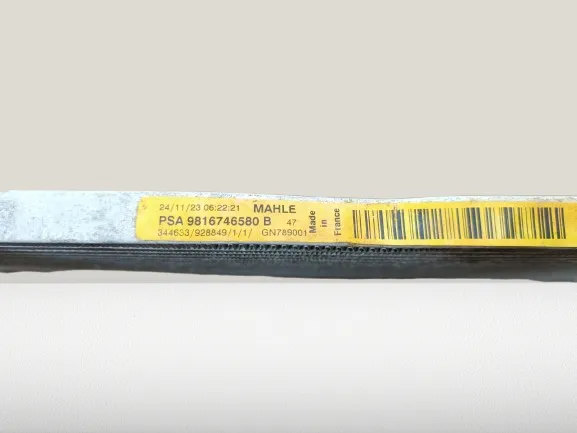 24/11/23 06:22:21 MAHLE
PSA 9816746580 B 47
344633/928849/1/1/ GN789001
Made
in
France